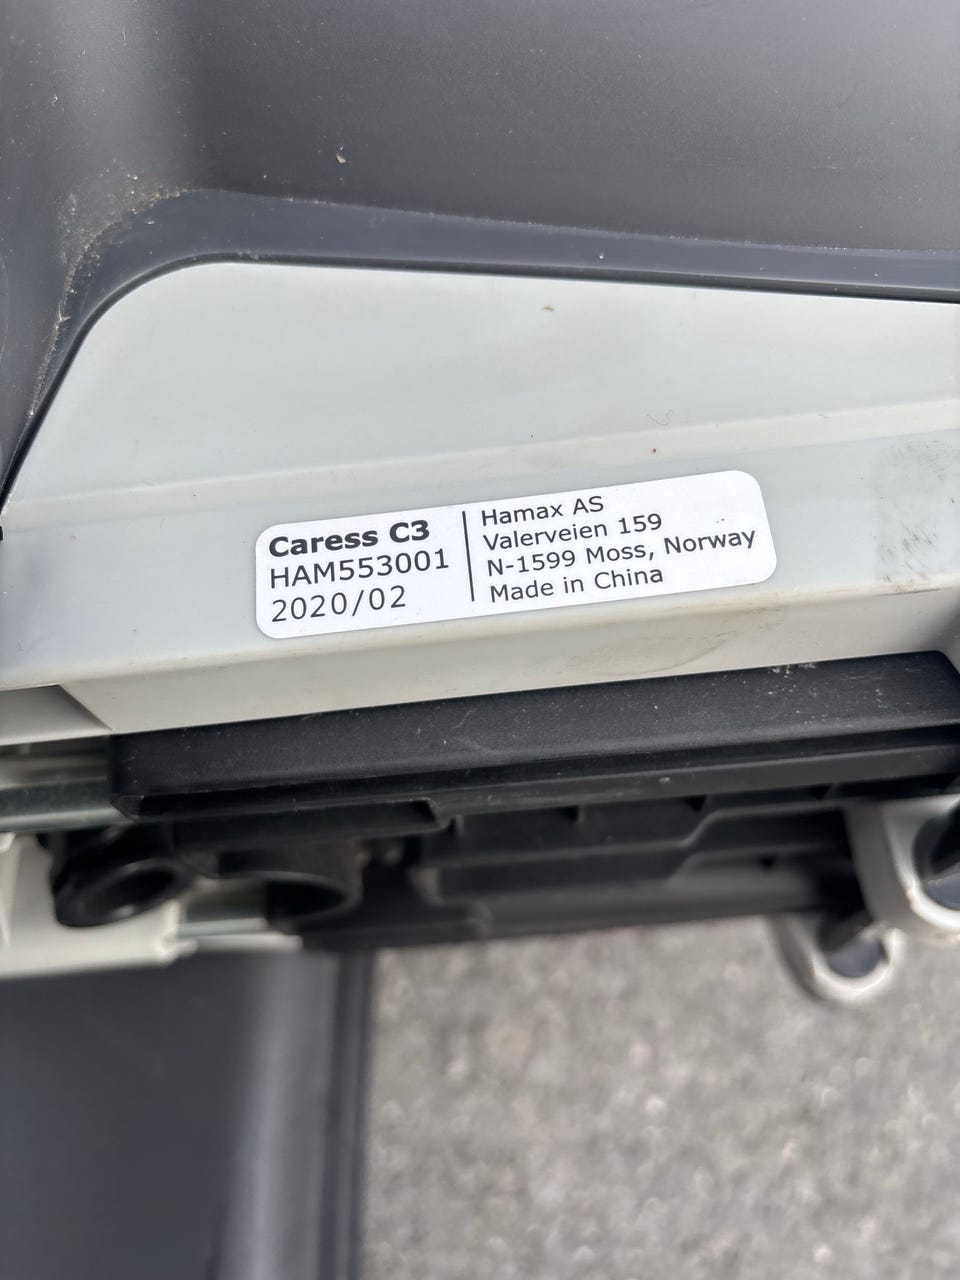 Caress C3
HAM553001
2020/02
Hamax AS
Valerveien 159
N-1599 Moss, Norway
Made in China